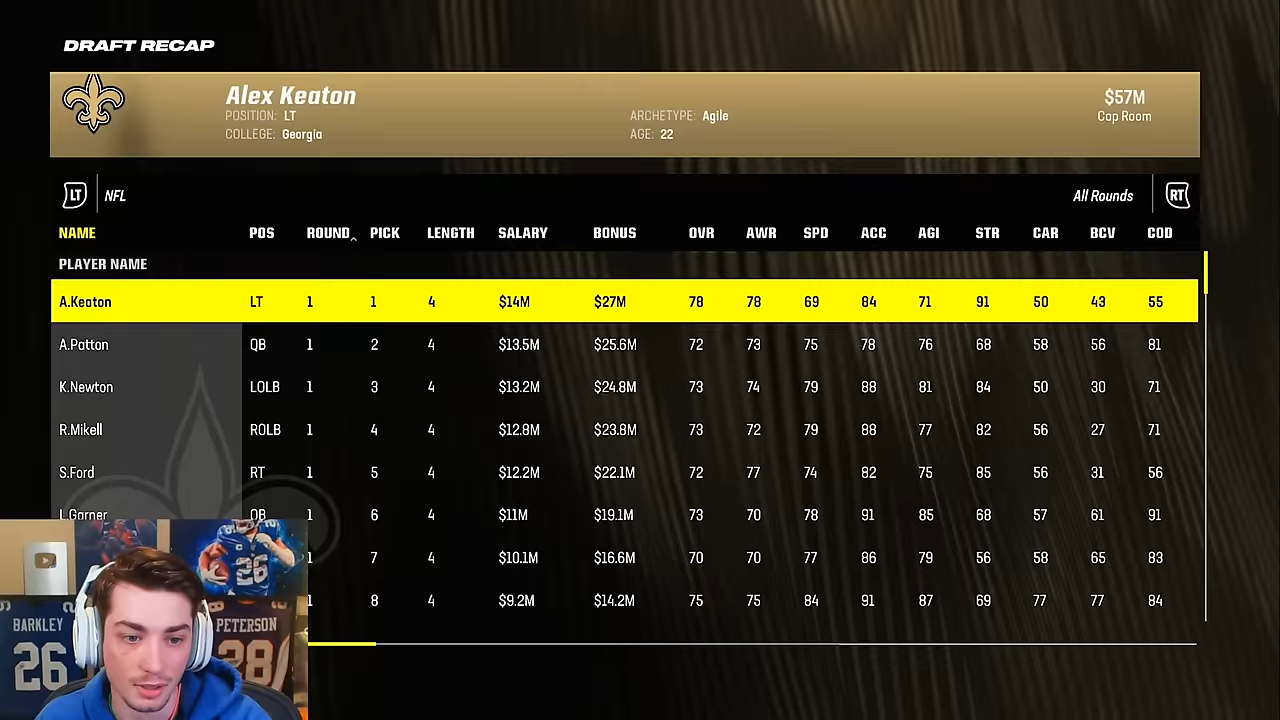 DRAFT RECAP
Alex Keaton
POSITION: LT
COLLEGE: Georgia
ARCHETYPE: Agile
AGE: 22
$57M
Cap Room
LT NFL All Rounds RT
NAME POS ROUND PICK LENGTH SALARY BONUS OVR AWR SPD ACC AGI STR CAR BCV COD
PLAYER NAME
A.Keaton LT 1 1 4 $14M $27M 78 78 69 84 71 91 50 43 55
A.Patton QB 1 2 4 $13.5M $25.6M 72 73 75 78 76 68 58 56 81
K.Newton LOLB 1 3 4 $13.2M $24.8M 73 74 79 88 81 84 50 30 71
R.Mikell ROLB 1 4 4 $12.8M $23.8M 73 72 79 88 77 82 56 27 71
S.Ford RT 1 5 4 $12.2M $22.1M 72 77 74 82 75 85 56 31 56
L.Garner QB 1 6 4 $11M $19.1M 73 70 78 91 85 68 57 61 91
1 7 4 $10.1M $16.6M 70 70 77 86 79 56 58 65 83
1 8 4 $9.2M $14.2M 75 75 84 91 87 69 77 77 84
26
BARKLEY
26
PETERSON
28